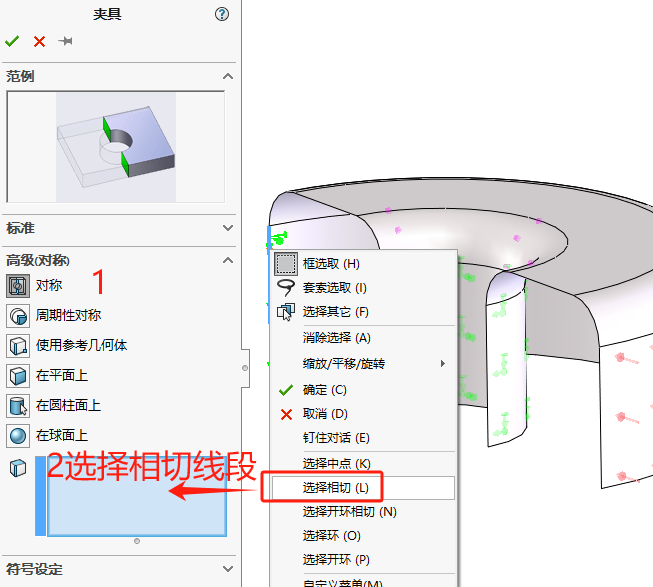 夹具
范例
标准
高级(对称)
对称
1
周期性对称
使用参考几何体
在平面上
在圆柱面上
在球面上
2选择相切线段
符号设定
框选取 (H)
套索选取 (I)
选择其它 (F)
消除选择 (A)
缩放/平移/旋转
确定 (C)
取消 (D)
钉住对话 (E)
选择中点 (K)
选择相切 (L)
选择开环相切 (N)
选择环 (O)
选择开环 (P)
自定义菜单(M)